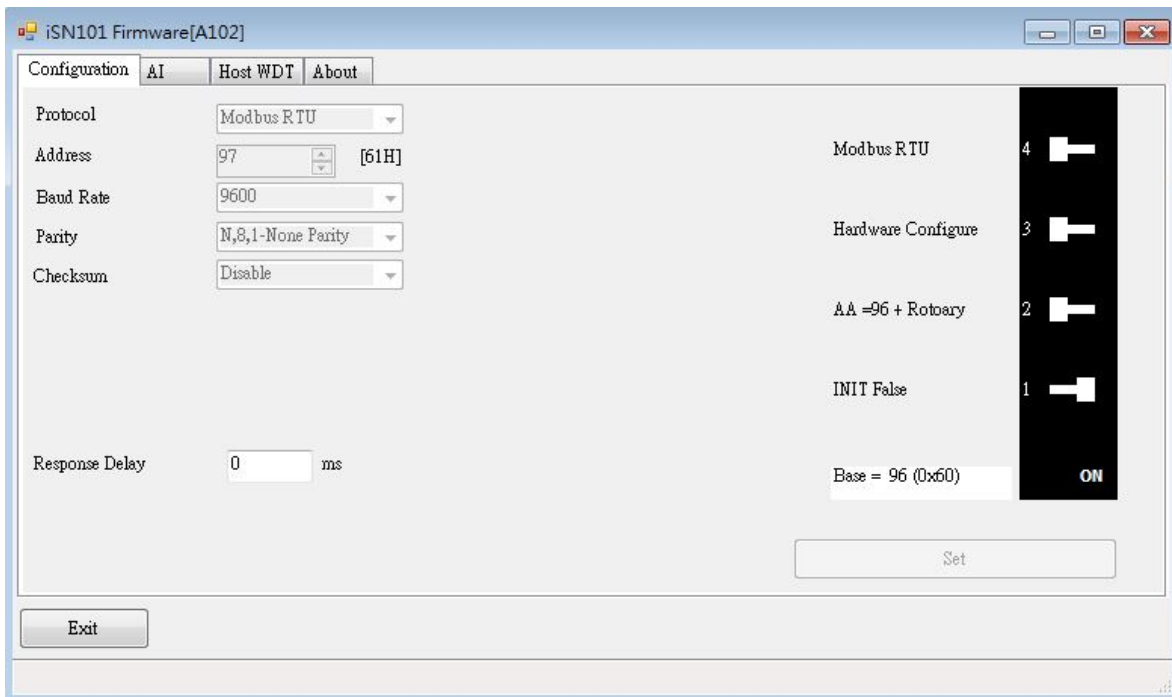 iSN101 Firmware[A102]
Configuration AI Host WDT About
Protocol Modbus RTU
Address 97 [61H]
Baud Rate 9600
Parity N,8,1-None Parity
Checksum Disable
Response Delay 0 ms
Modbus RTU 4
Hardware Configure 3
AA =96 + Rotoary 2
INIT False 1
Base = 96 (0x60) ON
Set
Exit